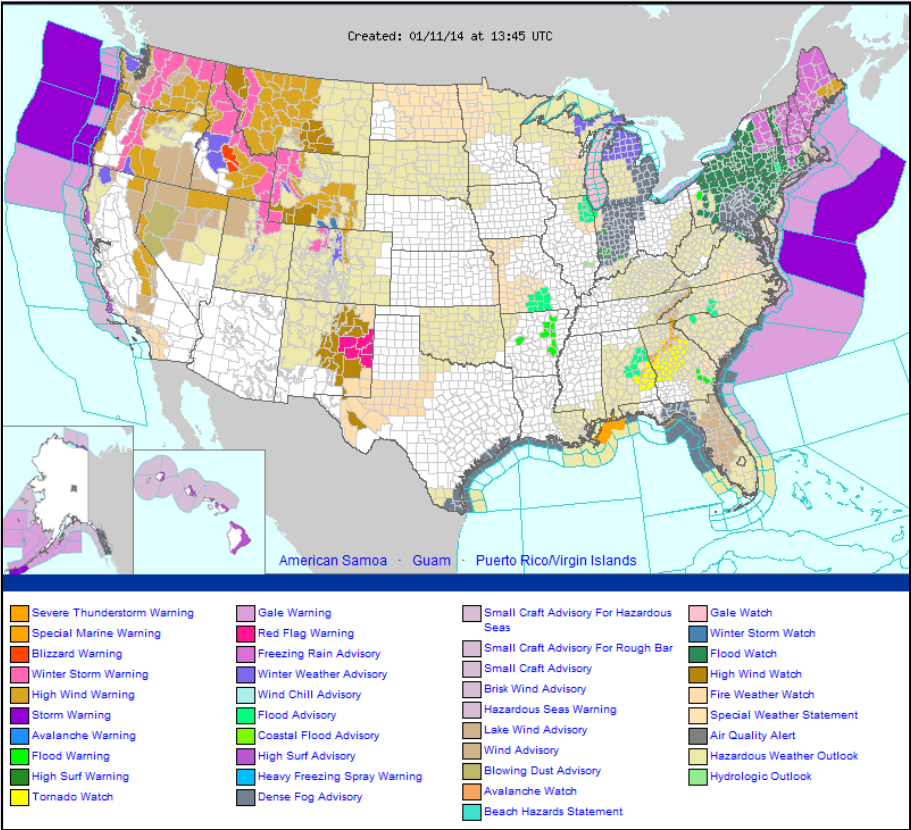 Created: 01/11/14 at 13:45 UTC
American Samoa · Guam · Puerto Rico/Virgin Islands
Severe Thunderstorm Warning
Special Marine Warning
Blizzard Warning
Winter Storm Warning
High Wind Warning
Storm Warning
Avalanche Warning
Flood Warning
High Surf Warning
Tornado Watch
Gale Warning
Red Flag Warning
Freezing Rain Advisory
Winter Weather Advisory
Wind Chill Advisory
Flood Advisory
Coastal Flood Advisory
High Surf Advisory
Heavy Freezing Spray Warning
Dense Fog Advisory
Small Craft Advisory For Hazardous
Seas
Small Craft Advisory For Rough Bar
Small Craft Advisory
Brisk Wind Advisory
Hazardous Seas Warning
Lake Wind Advisory
Wind Advisory
Blowing Dust Advisory
Avalanche Watch
Beach Hazards Statement
Gale Watch
Winter Storm Watch
Flood Watch
High Wind Watch
Fire Weather Watch
Special Weather Statement
Air Quality Alert
Hazardous Weather Outlook
Hydrologic Outlook